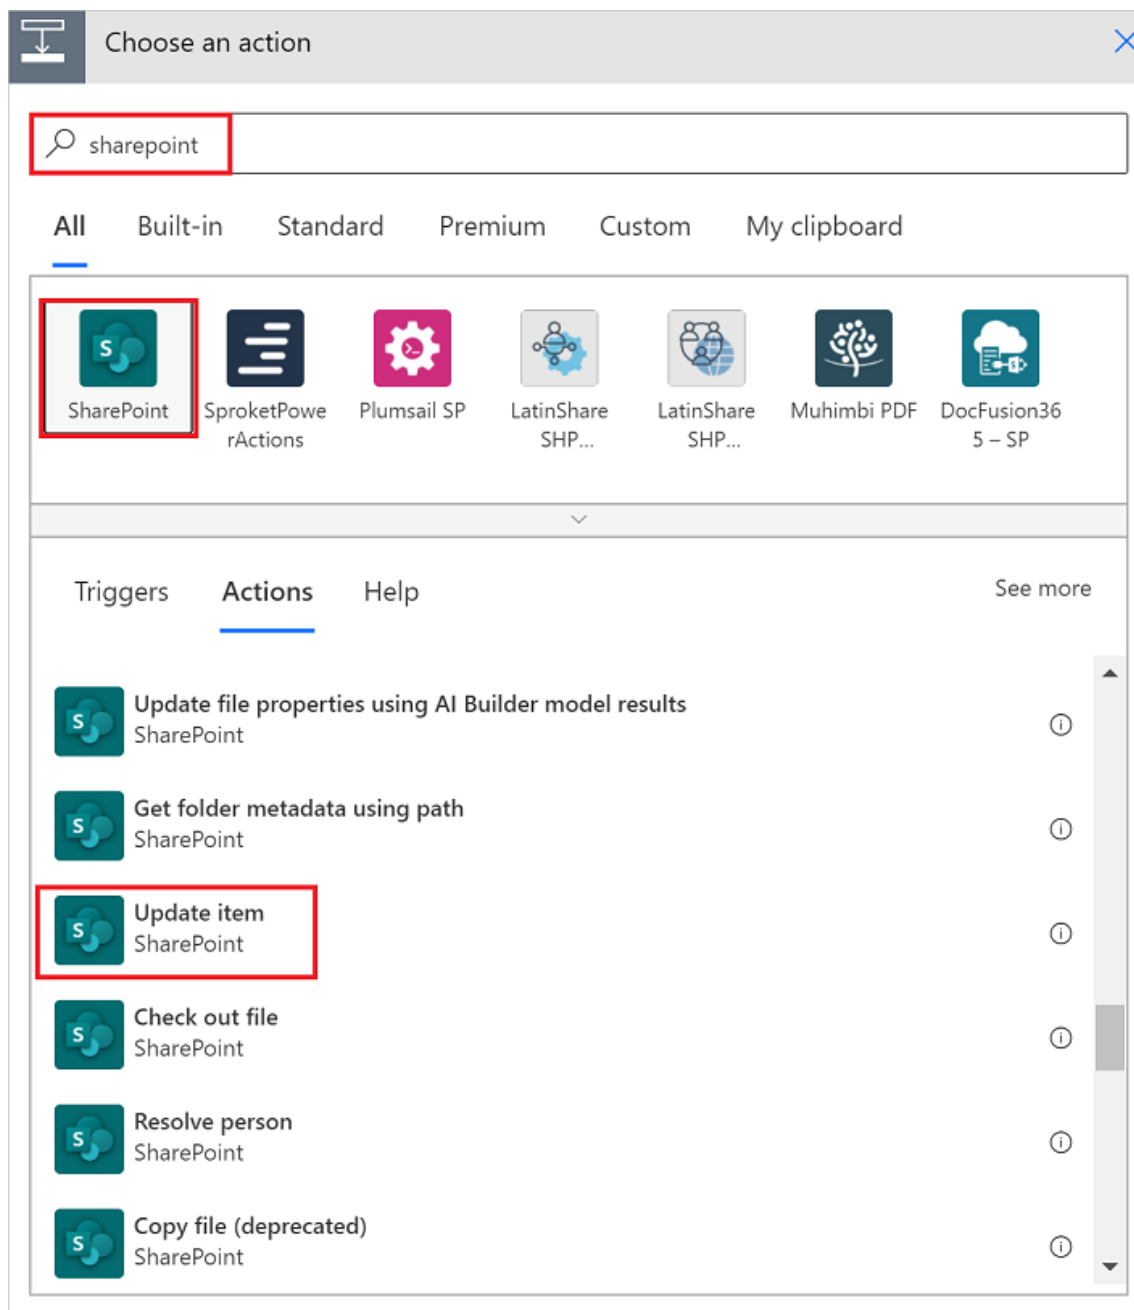 Choose an action
sharepoint
All Built-in Standard Premium Custom My clipboard
S
SharePoint SproketPowe Plumsail SP LatinShare LatinShare Muhimbi PDF DocFusion36
rActions SHP... SHP... 5 – SP
Triggers Actions Help See more
S Update file properties using AI Builder model results
SharePoint
S Get folder metadata using path
SharePoint
S Update item
SharePoint
S Check out file
SharePoint
S Resolve person
SharePoint
S Copy file (deprecated)
SharePoint